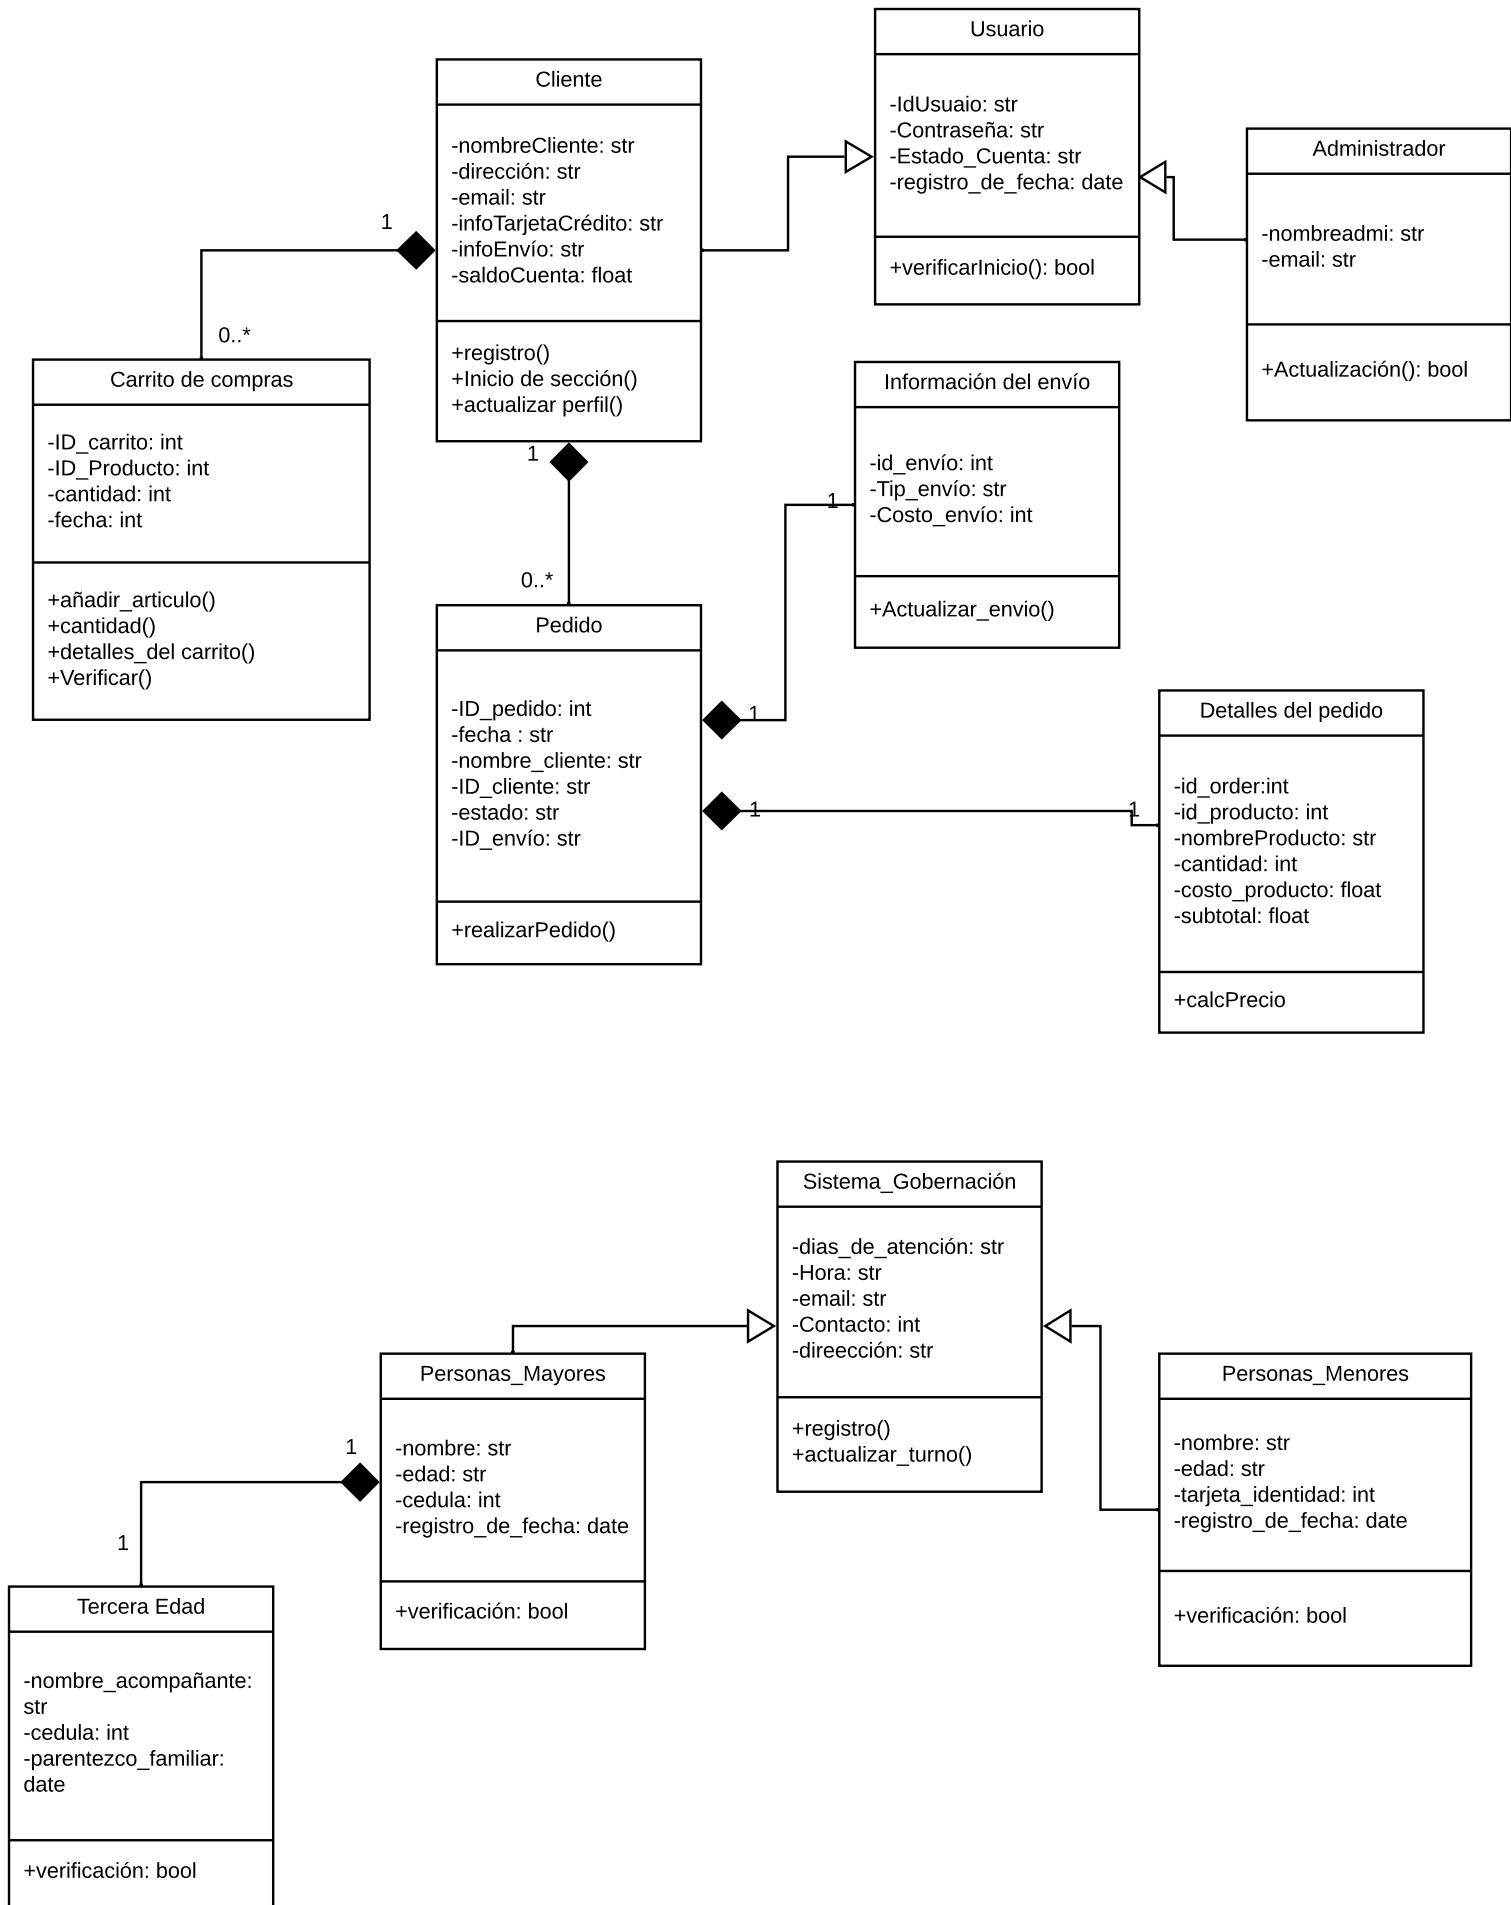 Usuario
-IdUsuaio: str
-Contraseña: str
-Estado_Cuenta: str
-registro_de_fecha: date
+verificarInicio(): bool
Cliente
-nombreCliente: str
-dirección: str
-email: str
-infoTarjetaCrédito: str
-infoEnvío: str
-saldoCuenta: float
+registro()
+Inicio de sección()
+actualizar perfil()
Administrador
-nombreadmi: str
-email: str
+Actualización(): bool
1
0..*
Carrito de compras
-ID_carrito: int
-ID_Producto: int
-cantidad: int
-fecha: int
+añadir_articulo()
+cantidad()
+detalles_del carrito()
+Verificar()
Información del envío
-id_envío: int
-Tip_envío: str
-Costo_envío: int
+Actualizar_envio()
1
0..*
1
1
Pedido
-ID_pedido: int
-fecha : str
-nombre_cliente: str
-ID_cliente: str
-estado: str
-ID_envío: str
+realizarPedido()
1
1
Detalles del pedido
-id_order:int
-id_producto: int
-nombreProducto: str
-cantidad: int
-costo_producto: float
-subtotal: float
+calcPrecio
Sistema_Gobernación
-dias_de_atención: str
-Hora: str
-email: str
-Contacto: int
-direección: str
+registro()
+actualizar_turno()
Personas_Mayores
-nombre: str
-edad: str
-cedula: int
-registro_de_fecha: date
+verificación: bool
Personas_Menores
-nombre: str
-edad: str
-tarjeta_identidad: int
-registro_de_fecha: date
+verificación: bool
1
1
Tercera Edad
-nombre_acompañante:
str
-cedula: int
-parentezco_familiar:
date
+verificación: bool